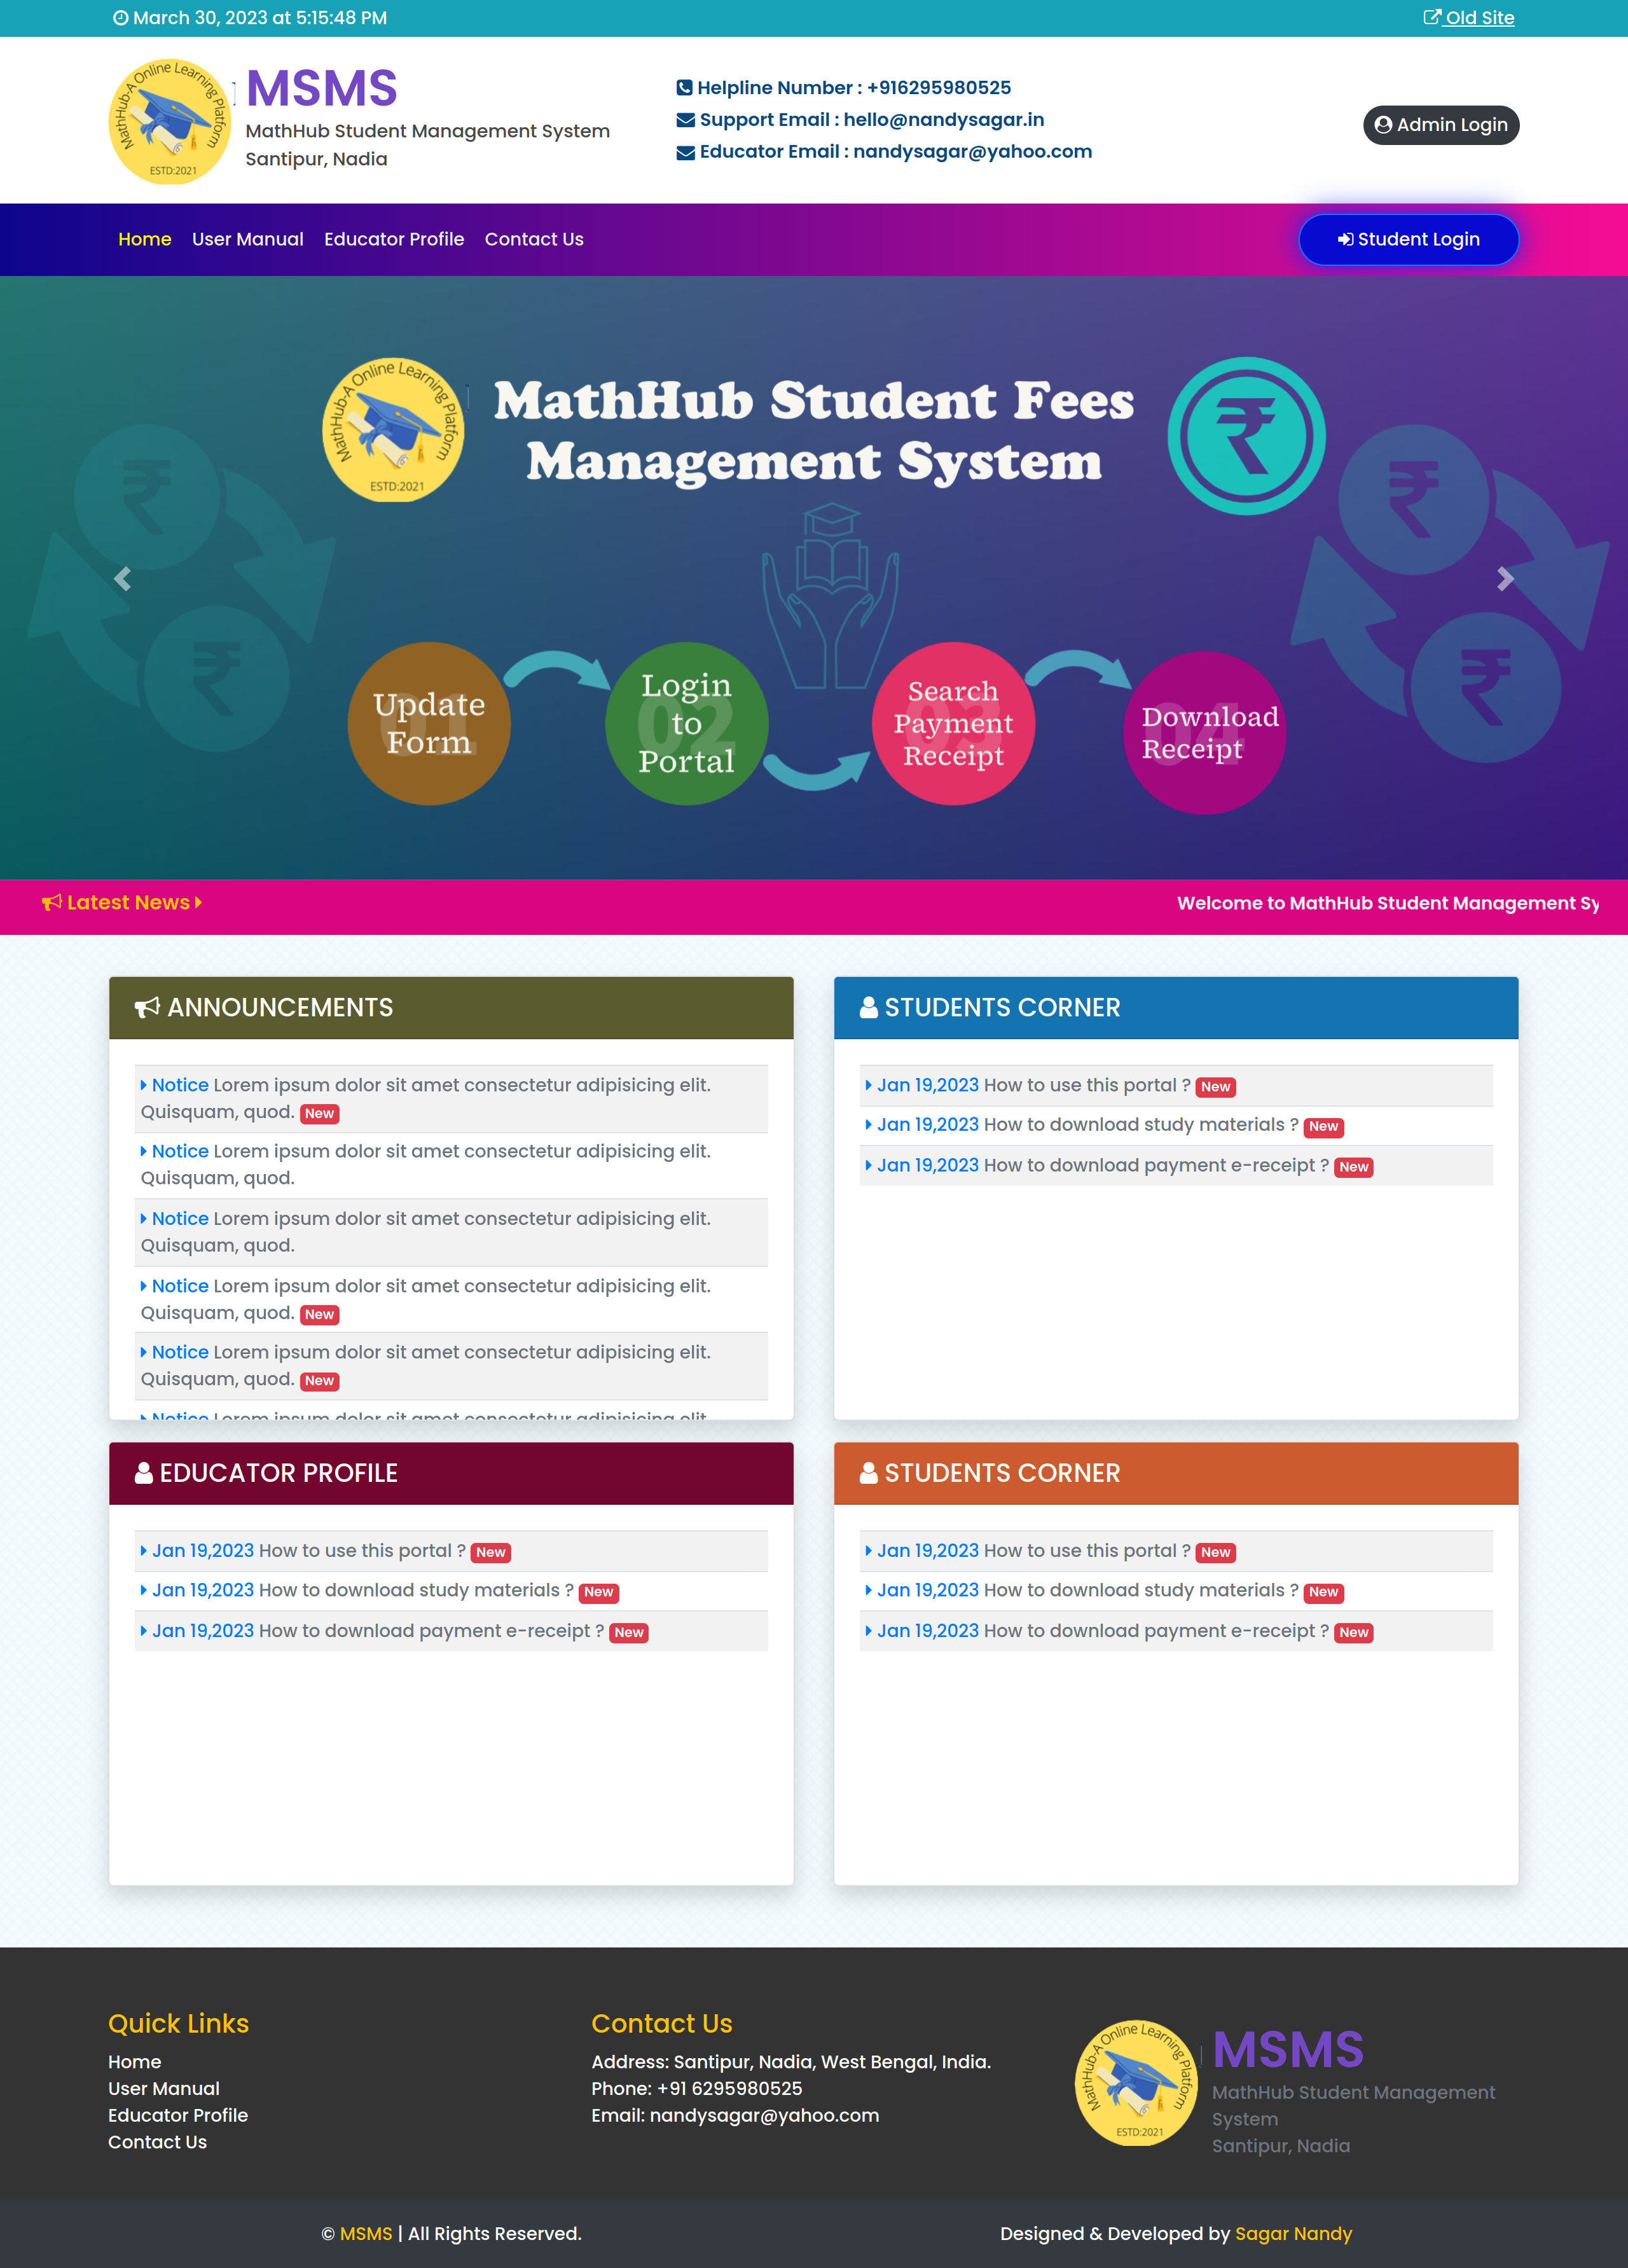 March 30, 2023 at 5:15:48 PM
Old Site
MathHub-A Online Learning Platform
ESTD:2021
MSMS
MathHub Student Management System
Santipur, Nadia
Helpline Number : +916295980525
Support Email : hello@nandysagar.in
Educator Email : nandysagar@yahoo.com
Admin Login
Home
User Manual
Educator Profile
Contact Us
Student Login
MathHub-A Online Learning Platform
ESTD:2021
MathHub Student Fees
Management System
₹
₹
₹
₹
₹
01
Update
Form
02
Login
to
Portal
03
Search
Payment
Receipt
04
Download
Receipt
Latest News
Welcome to MathHub Student Management Sy
ANNOUNCEMENTS
Notice Lorem ipsum dolor sit amet consectetur adipisicing elit.
Quisquam, quod. New
Notice Lorem ipsum dolor sit amet consectetur adipisicing elit.
Quisquam, quod.
Notice Lorem ipsum dolor sit amet consectetur adipisicing elit.
Quisquam, quod.
Notice Lorem ipsum dolor sit amet consectetur adipisicing elit.
Quisquam, quod. New
Notice Lorem ipsum dolor sit amet consectetur adipisicing elit.
Quisquam, quod. New
Notice Lorem ipsum dolor sit amet consectetur adipisicing elit.
STUDENTS CORNER
Jan 19,2023 How to use this portal ? New
Jan 19,2023 How to download study materials ? New
Jan 19,2023 How to download payment e-receipt ? New
EDUCATOR PROFILE
Jan 19,2023 How to use this portal ? New
Jan 19,2023 How to download study materials ? New
Jan 19,2023 How to download payment e-receipt ? New
STUDENTS CORNER
Jan 19,2023 How to use this portal ? New
Jan 19,2023 How to download study materials ? New
Jan 19,2023 How to download payment e-receipt ? New
Quick Links
Home
User Manual
Educator Profile
Contact Us
Contact Us
Address: Santipur, Nadia, West Bengal, India.
Phone: +91 6295980525
Email: nandysagar@yahoo.com
MathHub-A Online Learning Platform
ESTD:2021
MSMS
MathHub Student Management
System
Santipur, Nadia
© MSMS | All Rights Reserved.
Designed & Developed by Sagar Nandy